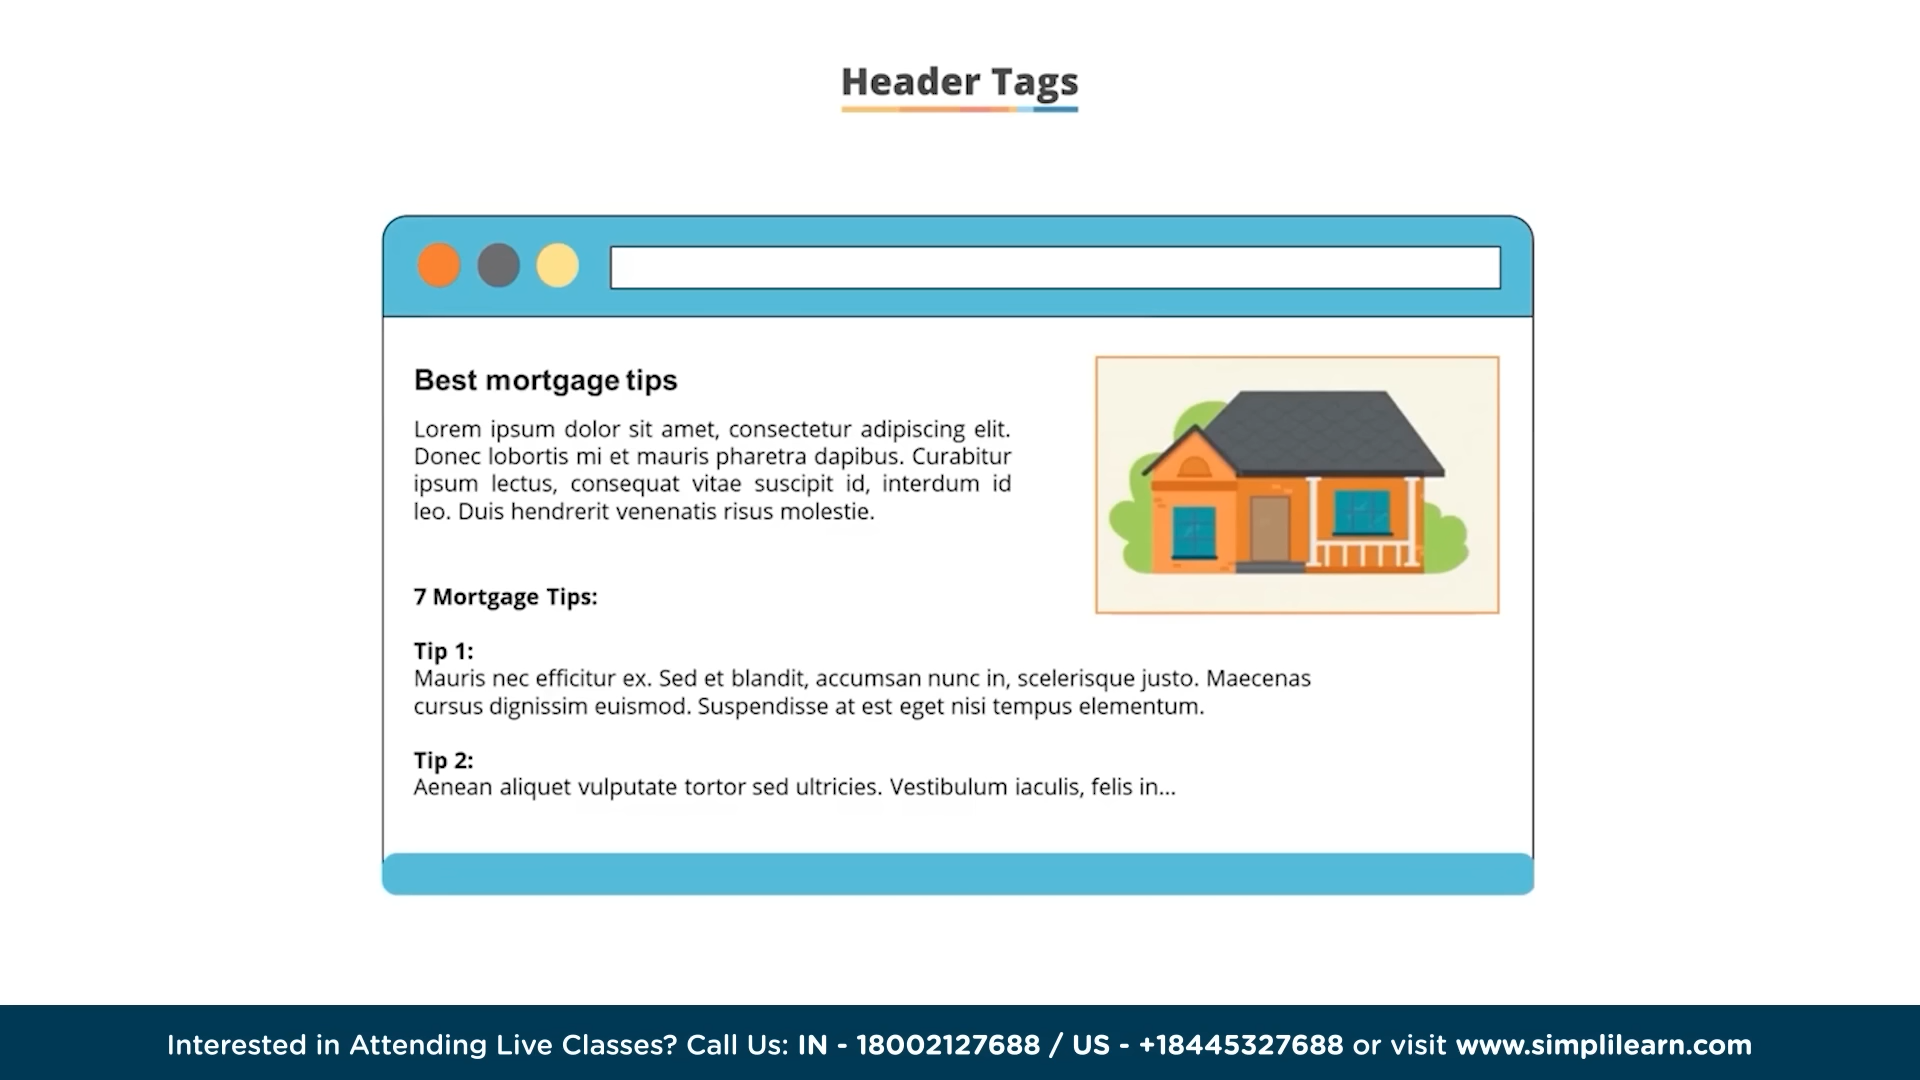 Header Tags
Best mortgage tips
Lorem ipsum dolor sit amet, consectetur adipiscing elit.
Donec lobortis mi et mauris pharetra dapibus. Curabitur
ipsum lectus, consequat vitae suscipit id, interdum id
leo. Duis hendrerit venenatis risus molestie.
7 Mortgage Tips:
Tip 1:
Mauris nec efficitur ex. Sed et blandit, accumsan nunc in, scelerisque justo. Maecenas
cursus dignissim euismod. Suspendisse at est eget nisi tempus elementum.
Tip 2:
Aenean aliquet vulputate tortor sed ultricies. Vestibulum iaculis, felis in...
Interested in Attending Live Classes? Call Us: IN - 18002127688 / US - +18445327688 or visit www.simplilearn.com